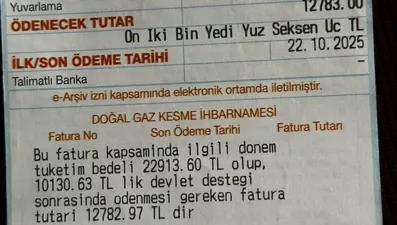 Yuvarlama
12783.00
ÖDENECEK TUTAR
On Iki Bin Yedi Yuz Seksen Uc TL
22.10.2025
İLK/SON ÖDEME TARİHİ
Talimatlı Banka
–
e-Arşiv izni kapsamında elektronik ortamda iletilmiştir.
DOĞAL GAZ KESME İHBARNAMESİ
Fatura No Son Ödeme Tarihi Fatura Tutarı
Bu fatura kapsaminda ilgili donem
tuketim bedeli 22913.60 TL olup,
10130.63 TL lik devlet destegi
sonrasinda odenmesi gereken fatura
tutari 12782.97 TL dir